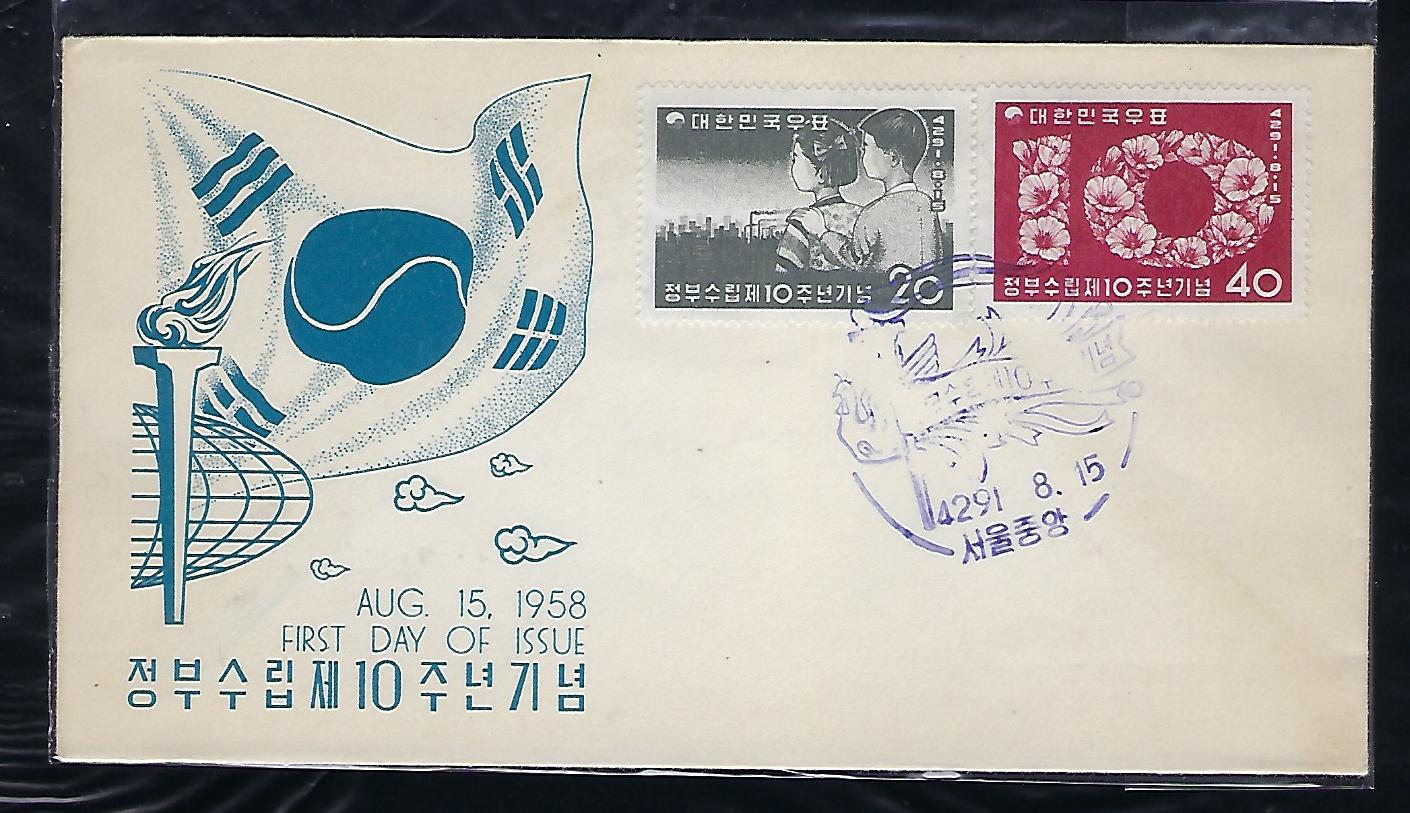 대한민국우표
4291·8·15
정부수립제10주년기념 20
대한민국우표
4291·8·15
10
정부수립제10주년기념 40
기념
4291 8. 15
서울중앙
AUG. 15, 1958
FIRST DAY OF ISSUE
정부수립제10주년기념